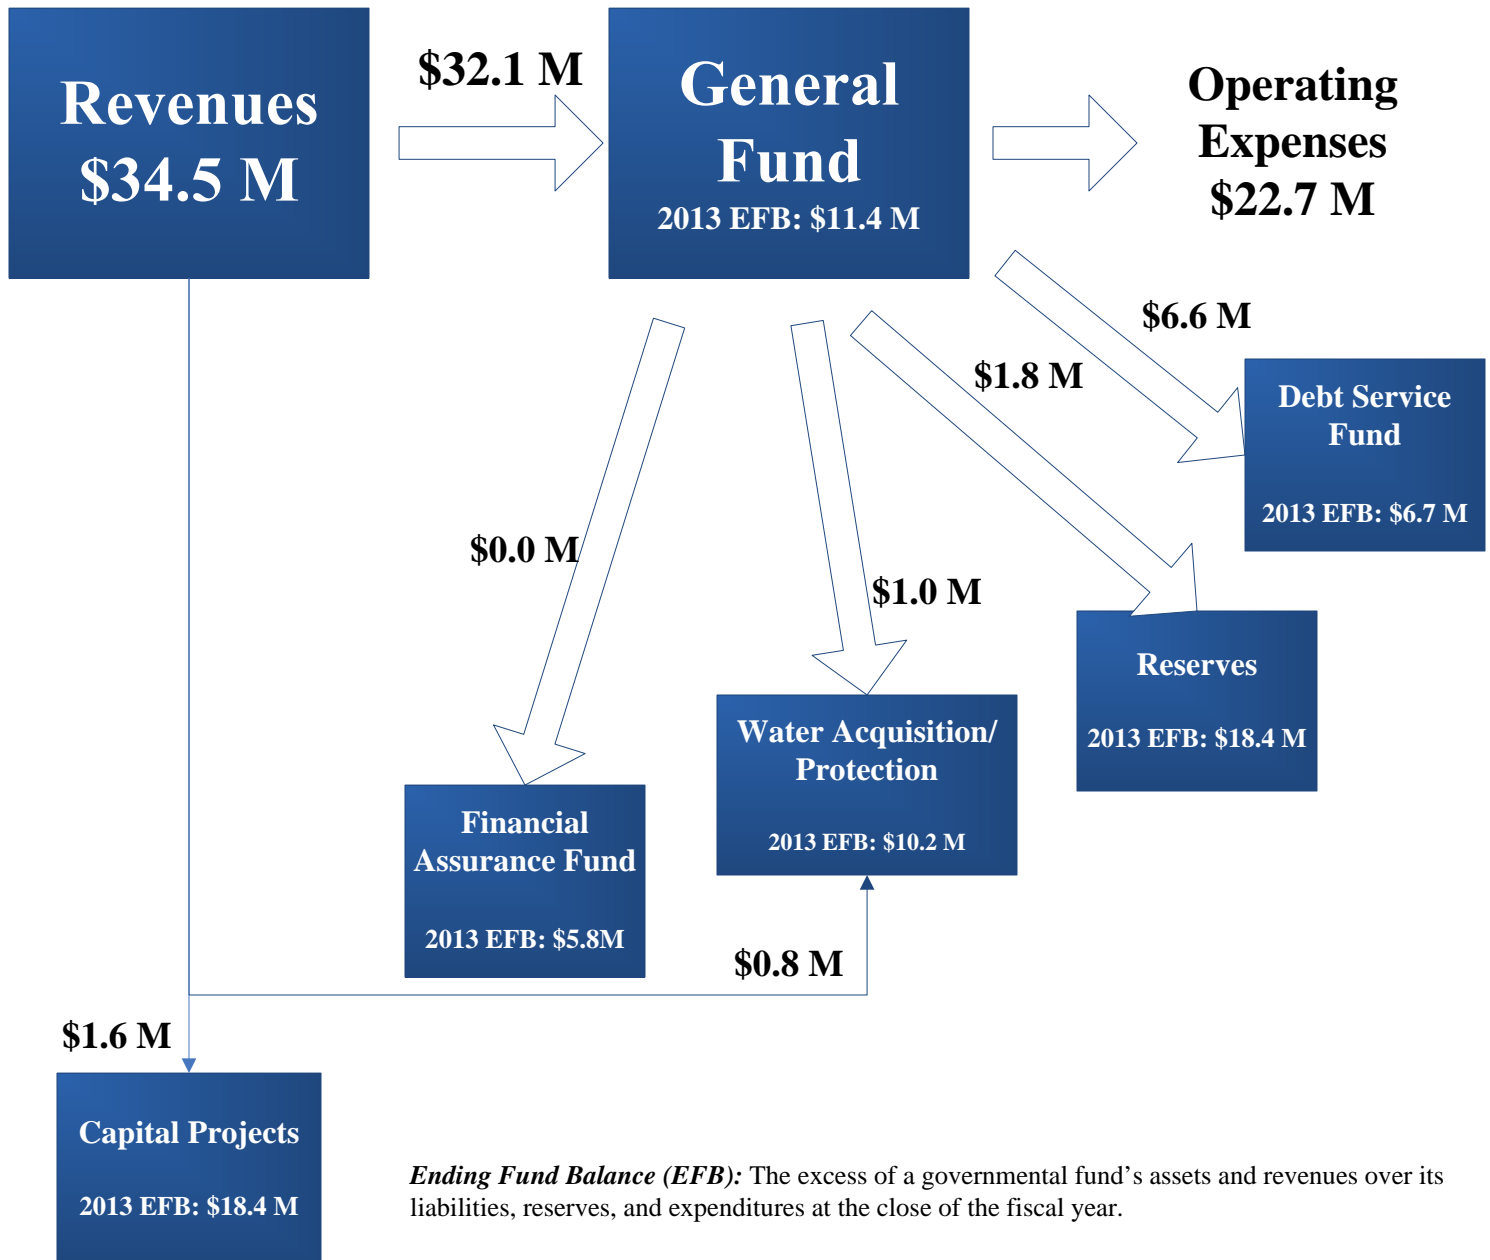 Revenues
$34.5 M
$32.1 M
General
Fund
2013 EFB: $11.4 M
Operating
Expenses
$22.7 M
$6.6 M
$1.8 M
Debt Service
Fund
2013 EFB: $6.7 M
$0.0 M
$1.0 M
Reserves
2013 EFB: $18.4 M
Water Acquisition/
Protection
2013 EFB: $10.2 M
Financial
Assurance Fund
2013 EFB: $5.8M
$0.8 M
$1.6 M
Capital Projects
2013 EFB: $18.4 M
Ending Fund Balance (EFB): The excess of a governmental fund’s assets and revenues over its
liabilities, reserves, and expenditures at the close of the fiscal year.